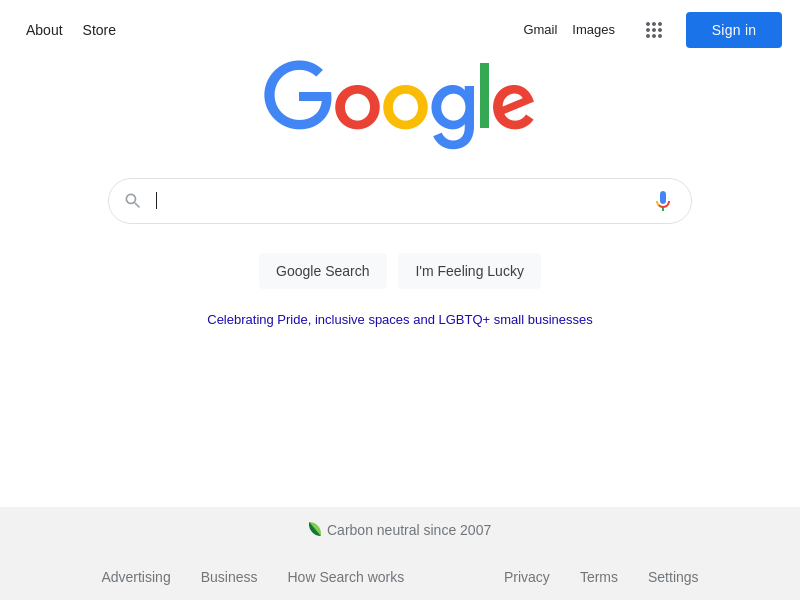 About Store Gmail Images Sign in
Google
Google Search I'm Feeling Lucky
Celebrating Pride, inclusive spaces and LGBTQ+ small businesses
Carbon neutral since 2007
Advertising Business How Search works Privacy Terms Settings